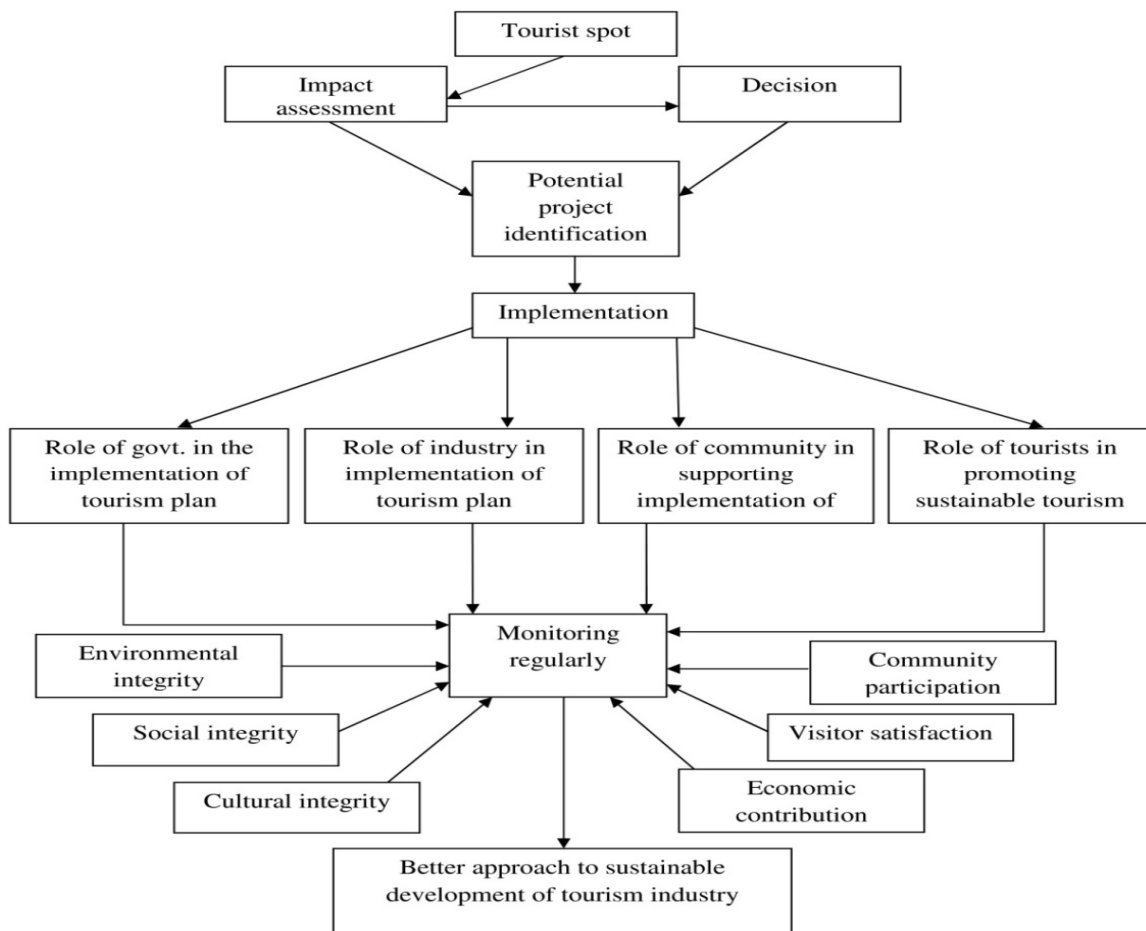 Tourist spot
Impact
assessment
Decision
Potential
project
identification
Implementation
Role of govt. in the
implementation of
tourism plan
Role of industry in
implementation of
tourism plan
Role of community in
supporting
implementation of
Role of tourists in
promoting
sustainable tourism
Monitoring
regularly
Environmental
integrity
Community
participation
Social integrity
Visitor satisfaction
Cultural integrity
Economic
contribution
Better approach to sustainable
development of tourism industry